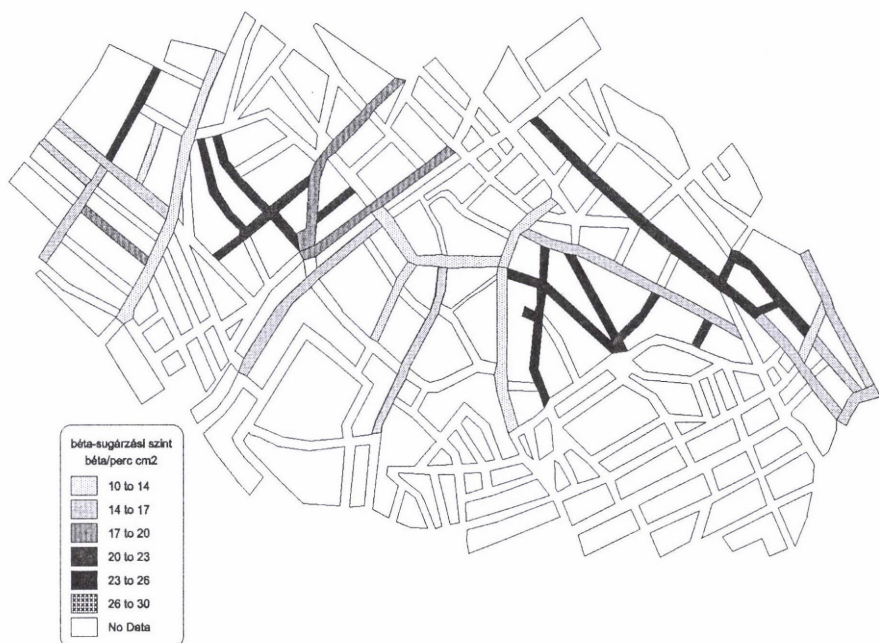 béta-sugárzási szint
béta/perc cm2
10 to 14
14 to 17
17 to 20
20 to 23
23 to 26
26 to 30
No Data